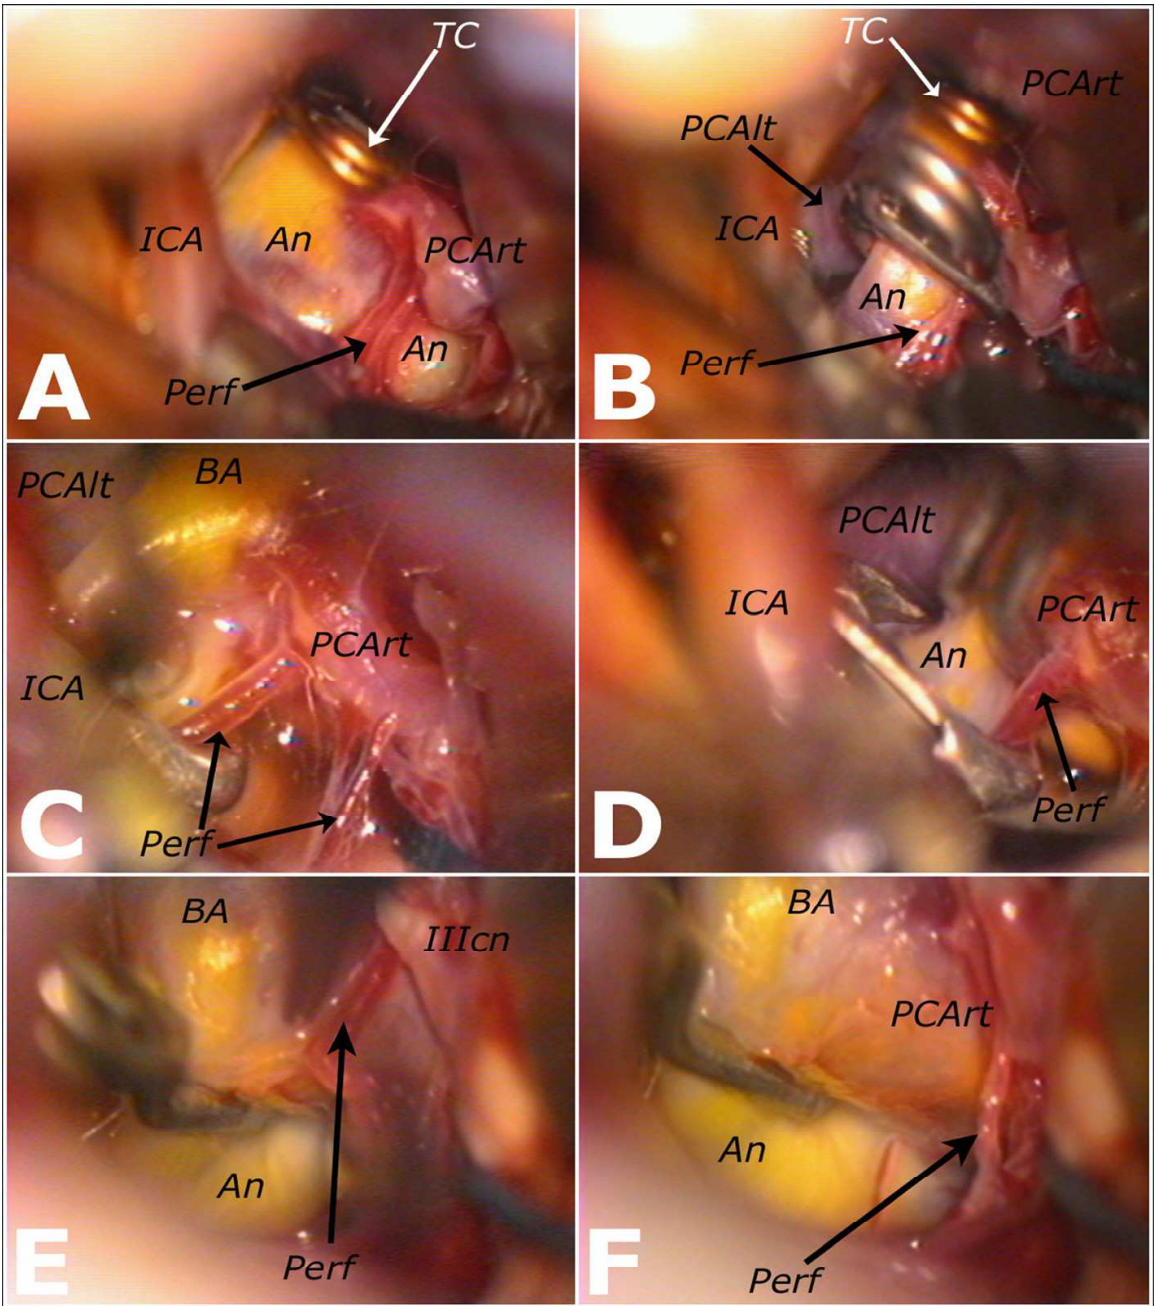 TC
ICA
An
PCArt
An
Perf
A
TC
PCArt
PCAlt
ICA
An
Perf
B
PCAlt
BA
PCArt
ICA
Perf
C
PCAlt
ICA
PCArt
An
Perf
D
BA
IIIcn
An
Perf
E
BA
PCArt
An
Perf
F